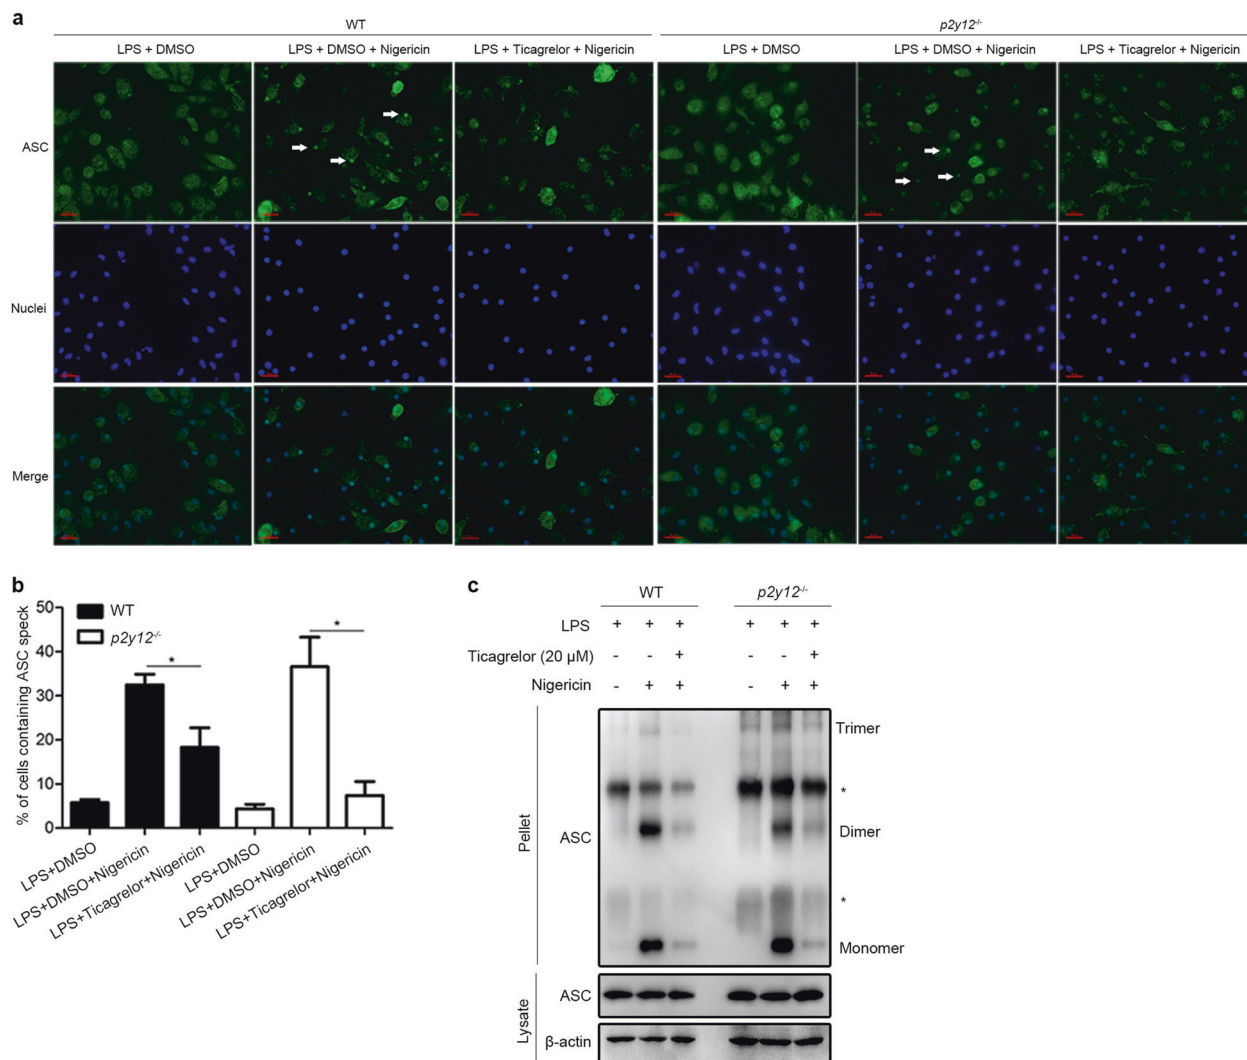 a
WT
p2y12-/-
LPS + DMSO
LPS + DMSO + Nigericin
LPS + Ticagrelor + Nigericin
LPS + DMSO
LPS + DMSO + Nigericin
LPS + Ticagrelor + Nigericin
ASC
Nuclei
Merge
b
% of cells containing ASC speck
50
40
30
20
10
0
WT
p2y12-/-
*
*
LPS+DMSO
LPS+DMSO+Nigericin
LPS+Ticagrelor+Nigericin
LPS+DMSO
LPS+DMSO+Nigericin
LPS+Ticagrelor+Nigericin
c
WT
p2y12-/-
LPS + + + + + +
Ticagrelor (20 µM) - - + - - +
Nigericin - + + - + +
Pellet
ASC
Trimer
*
Dimer
*
Monomer
Lysate
ASC
β-actin